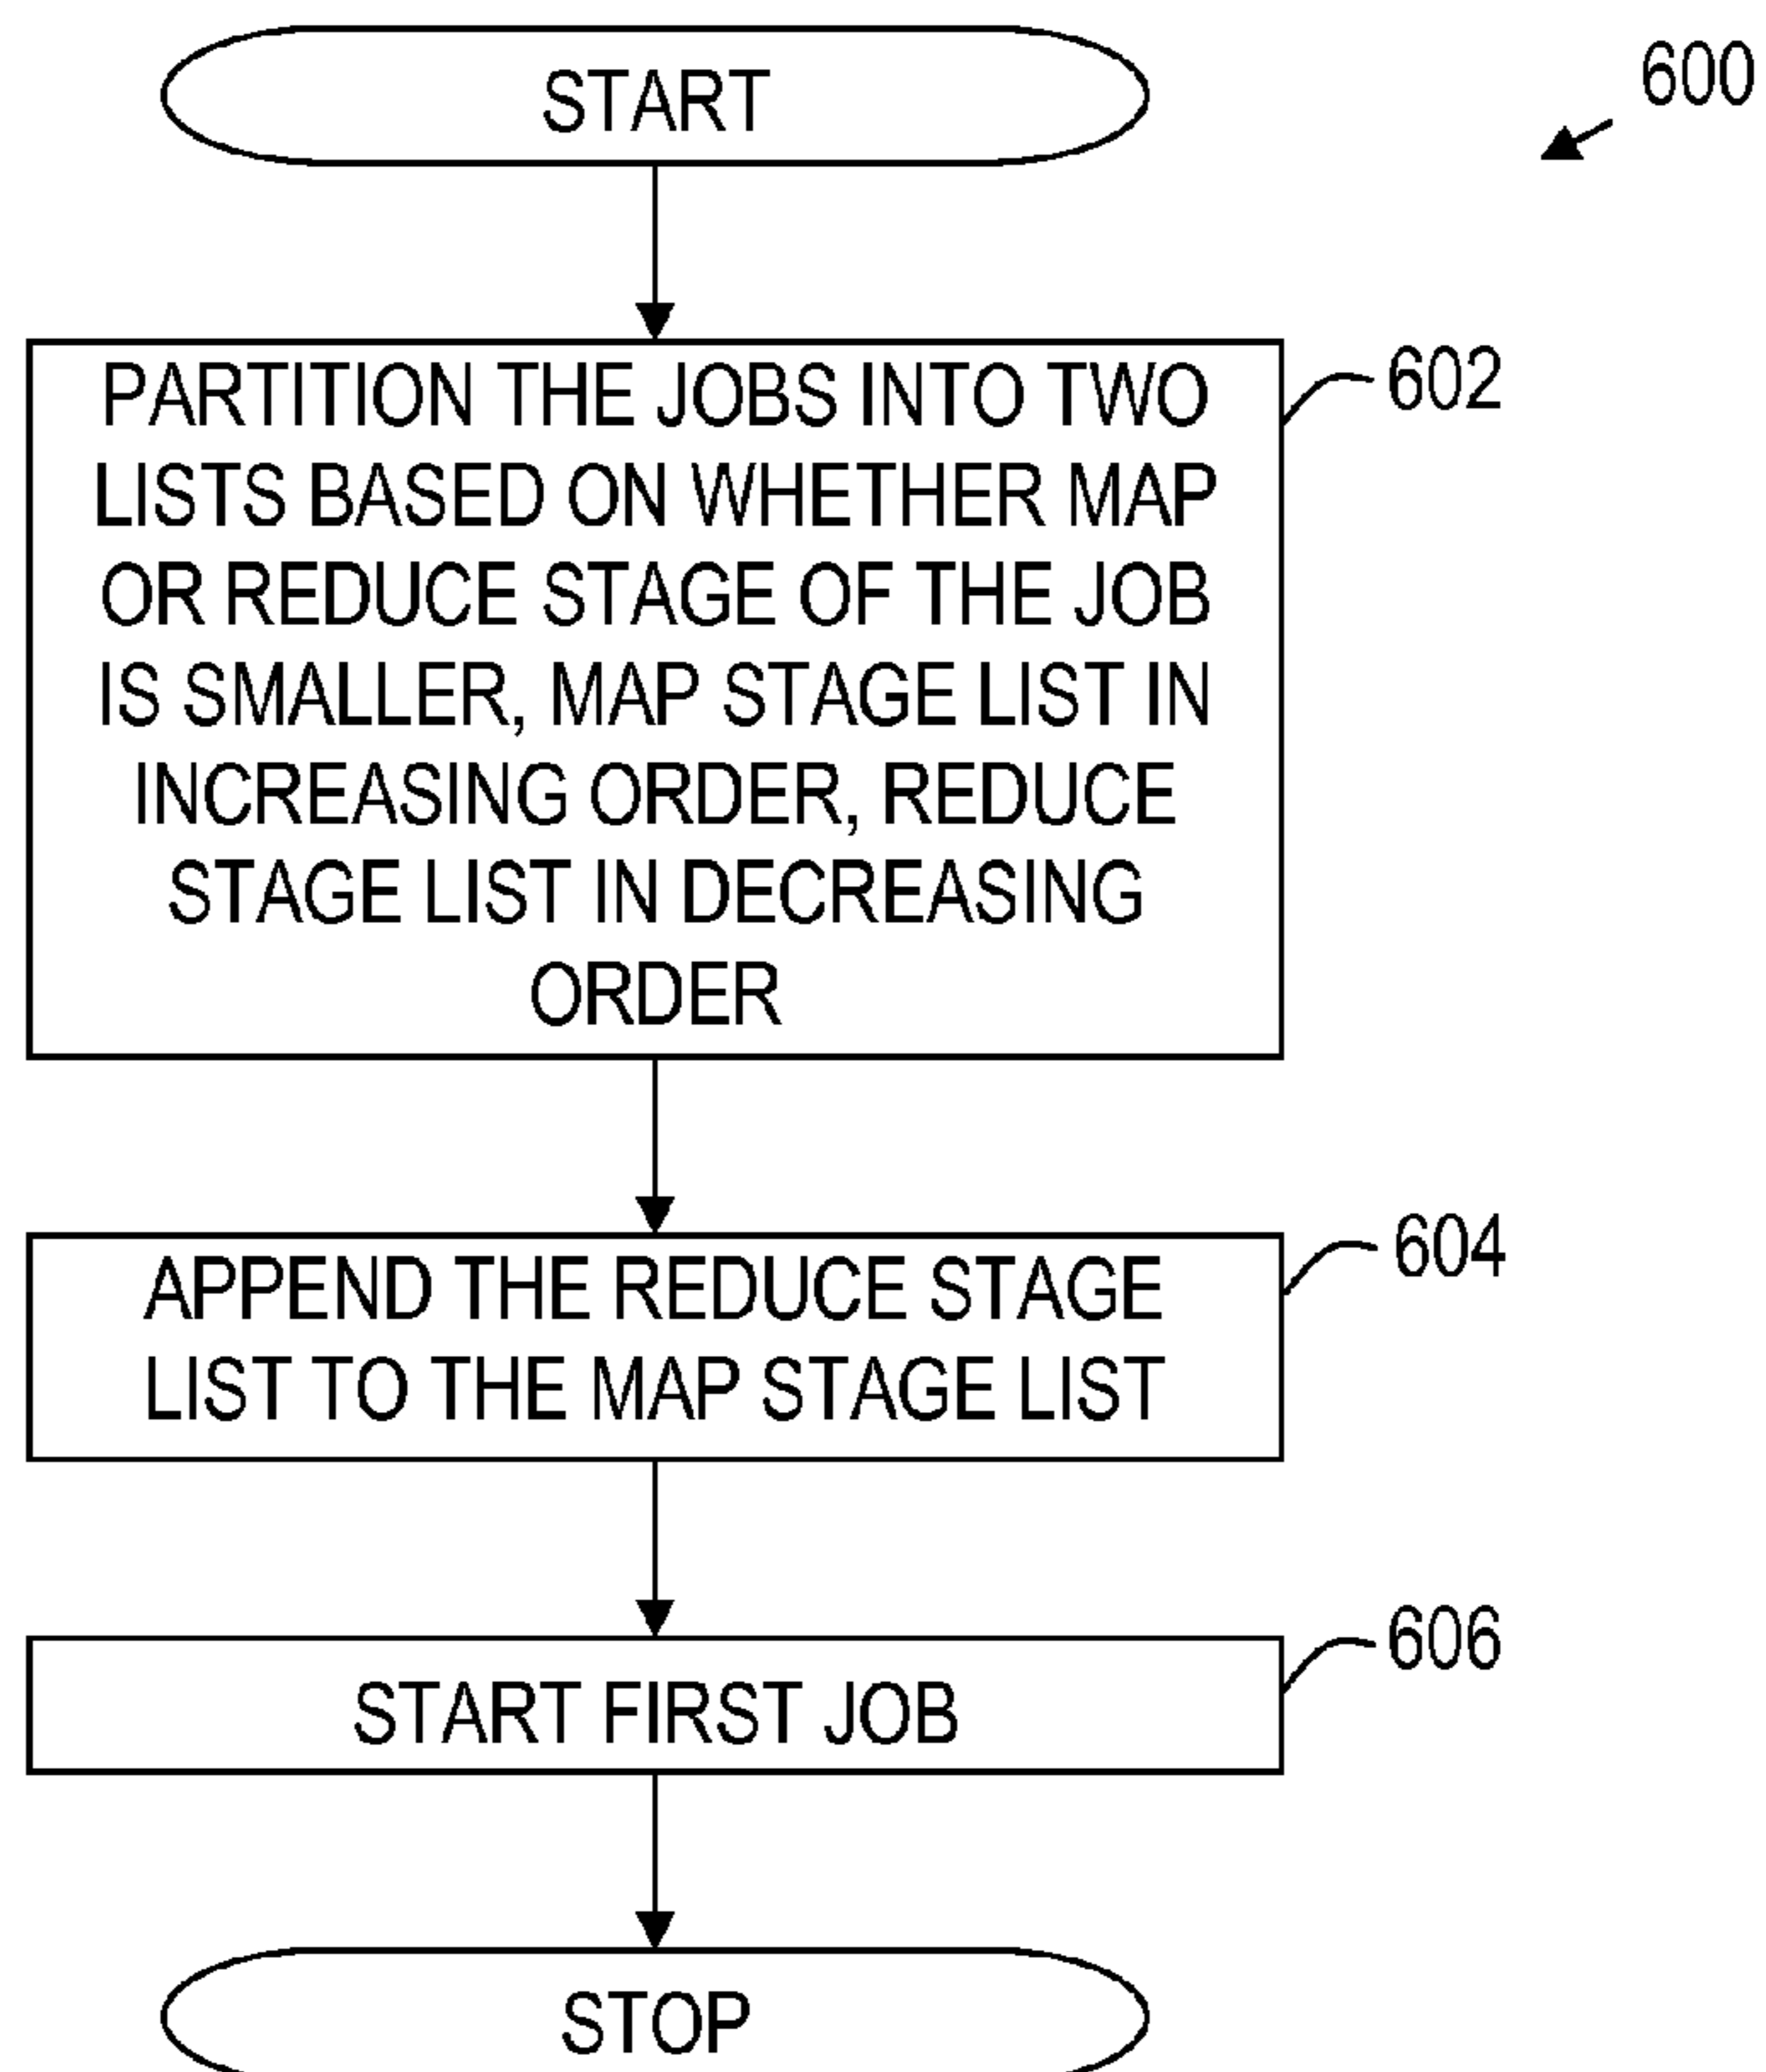 START
600
PARTITION THE JOBS INTO TWO
LISTS BASED ON WHETHER MAP
OR REDUCE STAGE OF THE JOB
IS SMALLER, MAP STAGE LIST IN
INCREASING ORDER, REDUCE
STAGE LIST IN DECREASING
ORDER
602
APPEND THE REDUCE STAGE
LIST TO THE MAP STAGE LIST
604
START FIRST JOB
606
STOP